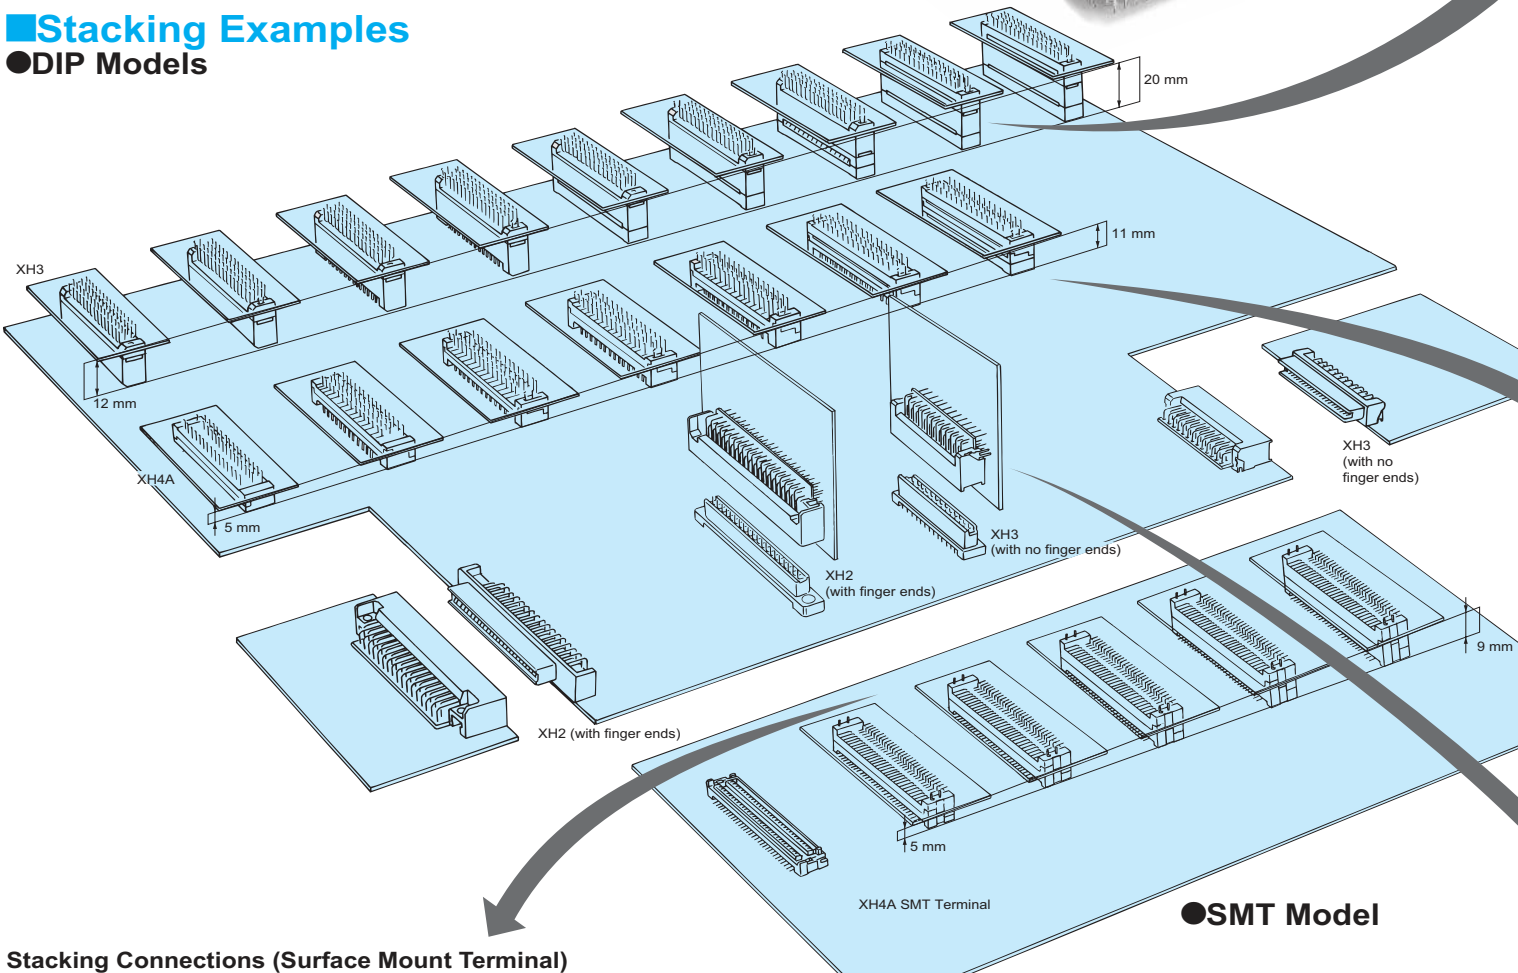 ■Stacking Examples
●DIP Models
20 mm
11 mm
XH3
12 mm
XH4A
5 mm
XH3
(with no
finger ends)
XH3
(with no finger ends)
XH2
(with finger ends)
XH2 (with finger ends)
9 mm
5 mm
XH4A SMT Terminal
●SMT Model
Stacking Connections (Surface Mount Terminal)